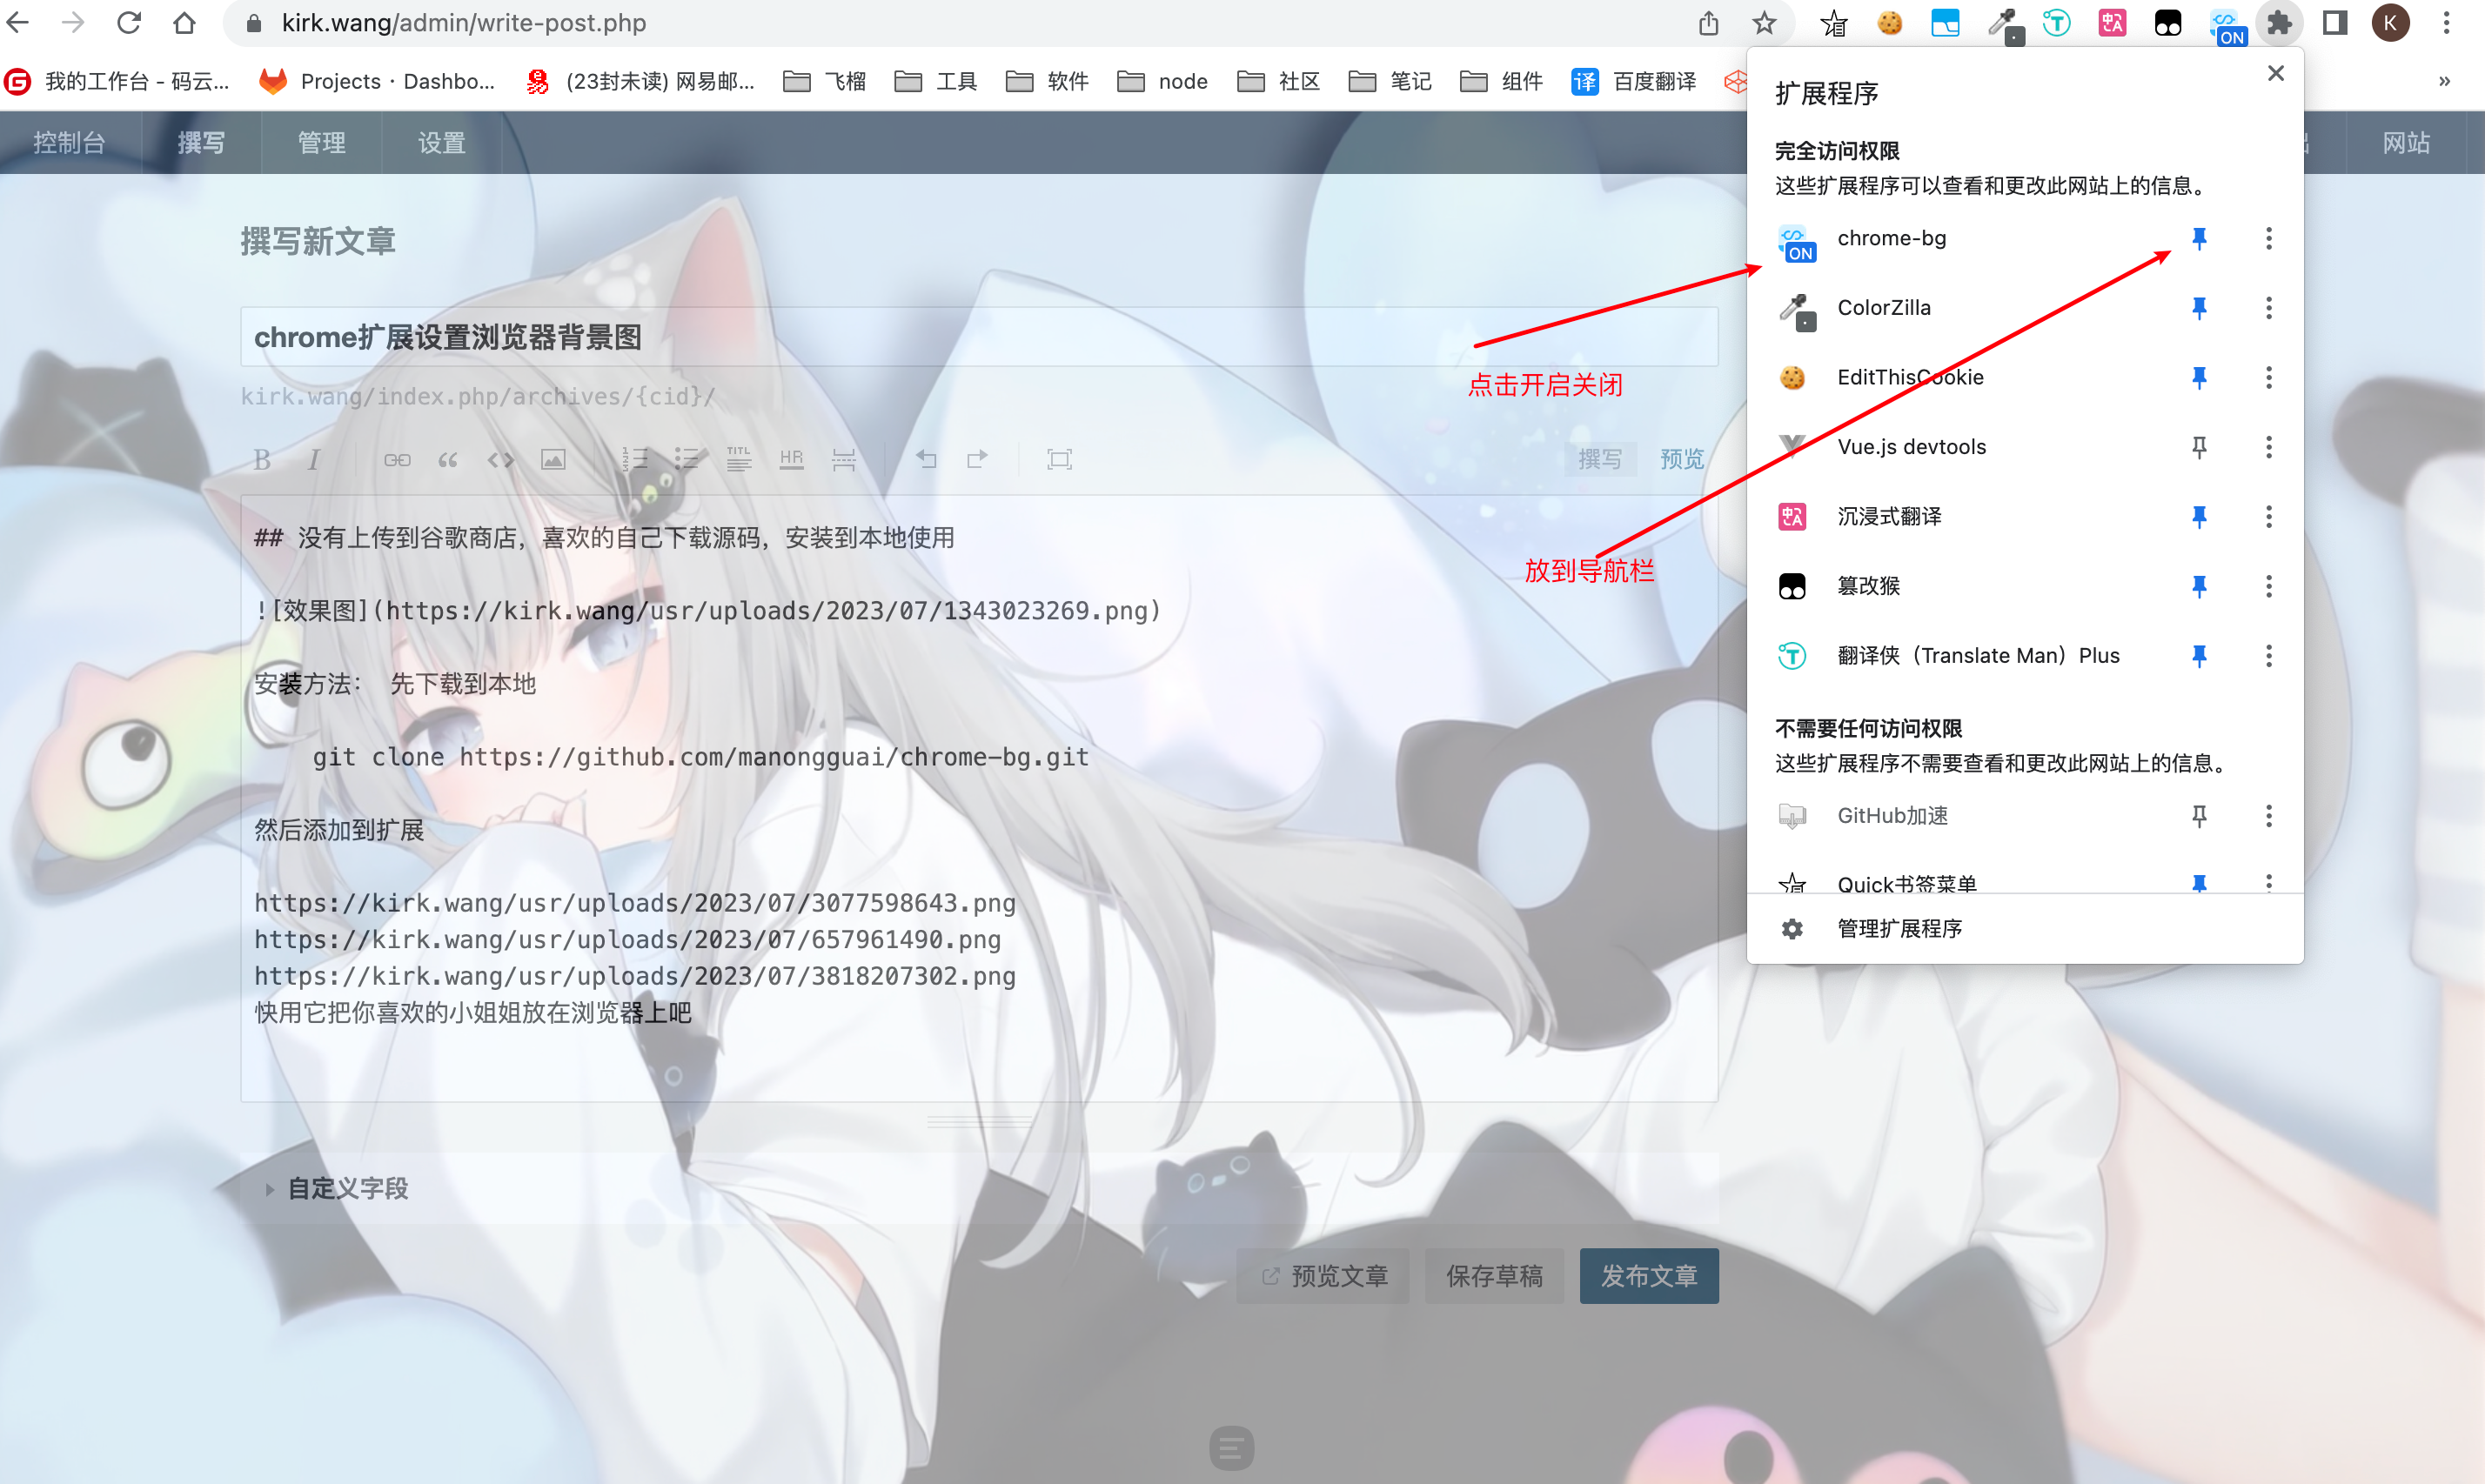 kirk.wang/admin/write-post.php
ON
K
我的工作台 - 码云...
Projects · Dashbo...
(23封未读) 网易邮...
飞榴
工具
软件
node
社区
笔记
组件
译 百度翻译
»
控制台
撰写
管理
设置
网站
撰写新文章
chrome扩展设置浏览器背景图
kirk.wang/index.php/archives/{cid}/
B I TITL HR
撰写
预览
## 没有上传到谷歌商店，喜欢的自己下载源码，安装到本地使用
![效果图](https://kirk.wang/usr/uploads/2023/07/1343023269.png)
安装方法： 先下载到本地
git clone https://github.com/manongguai/chrome-bg.git
然后添加到扩展
https://kirk.wang/usr/uploads/2023/07/3077598643.png
https://kirk.wang/usr/uploads/2023/07/657961490.png
https://kirk.wang/usr/uploads/2023/07/3818207302.png
快用它把你喜欢的小姐姐放在浏览器上吧
自定义字段
预览文章
保存草稿
发布文章
点击开启关闭
放到导航栏
扩展程序
完全访问权限
这些扩展程序可以查看和更改此网站上的信息。
ON
chrome-bg
ColorZilla
EditThisCookie
Vue.js devtools
沉浸式翻译
篡改猴
翻译侠（Translate Man）Plus
不需要任何访问权限
这些扩展程序不需要查看和更改此网站上的信息。
GitHub加速
Quick书签菜单
管理扩展程序